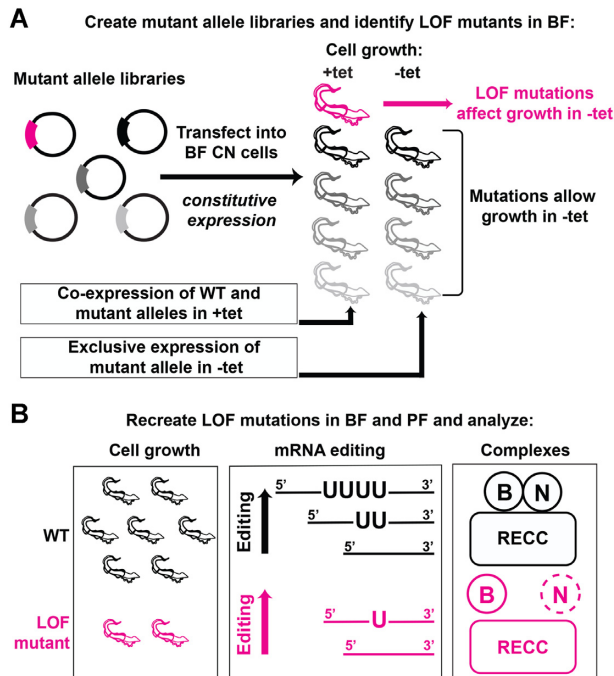 A
Create mutant allele libraries and identify LOF mutants in BF:
Cell growth:
+tet -tet
Mutant allele libraries
LOF mutations
affect growth in -tet
Transfect into
BF CN cells
constitutive
expression
Mutations allow
growth in -tet
Co-expression of WT and
mutant alleles in +tet
Exclusive expression of
mutant allele in -tet
B
Recreate LOF mutations in BF and PF and analyze:
Cell growth
mRNA editing
Complexes
WT
Editing
5' UUUU 3'
5' UU 3'
5' 3'
B N
RECC
LOF
mutant
Editing
5' U 3'
5' 3'
B N
RECC